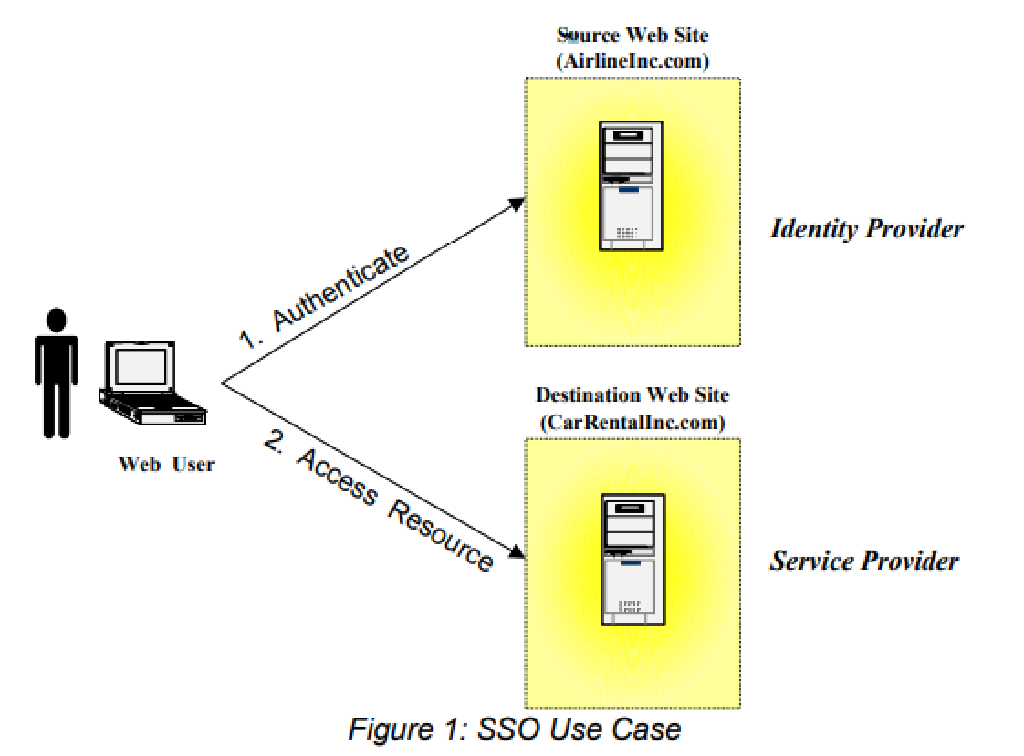 Source Web Site
(AirlineInc.com)
Identity Provider
1. Authenticate
Destination Web Site
(CarRentalInc.com)
2. Access Resource
Web User
Service Provider
Figure 1: SSO Use Case